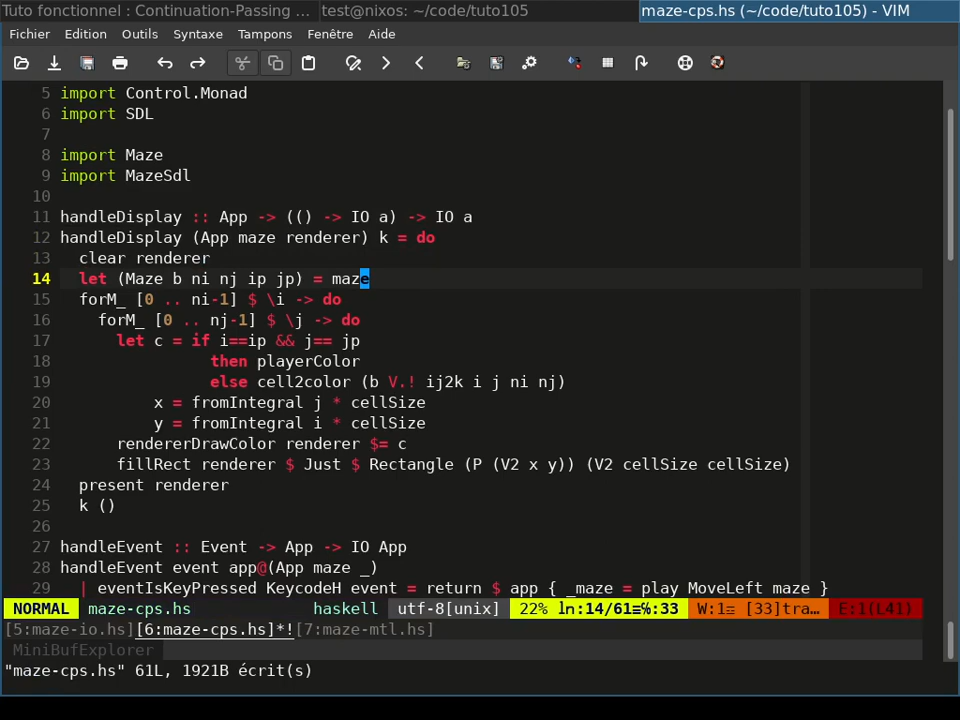 Tuto fonctionnel : Continuation-Passing ... test@nixos: ~/code/tuto105 maze-cps.hs (~/code/tuto105) - VIM
Fichier Edition Outils Syntaxe Tampons Fenêtre Aide
5 import Control.Monad
6 import SDL
7
8 import Maze
9 import MazeSdl
10
11 handleDisplay :: App -> (() -> IO a) -> IO a
12 handleDisplay (App maze renderer) k = do
13   clear renderer
14   let (Maze b ni nj ip jp) = maze
15   forM_ [0 .. ni-1] $ \i -> do
16     forM_ [0 .. nj-1] $ \j -> do
17       let c = if i==ip && j== jp
18                 then playerColor
19                 else cell2color (b V.! ij2k i j ni nj)
20           x = fromIntegral j * cellSize
21           y = fromIntegral i * cellSize
22       rendererDrawColor renderer $= c
23       fillRect renderer $ Just $ Rectangle (P (V2 x y)) (V2 cellSize cellSize)
24   present renderer
25   k ()
26
27 handleEvent :: Event -> App -> IO App
28 handleEvent event app@(App maze _)
29   | eventIsKeyPressed KeycodeH event = return $ app { _maze = play MoveLeft maze }
NORMAL maze-cps.hs haskell utf-8[unix] 22% ln:14/61≡℅:33 W:1≡ [33]tra… E:1(L41)
[5:maze-io.hs][6:maze-cps.hs]*![7:maze-mtl.hs]
MiniBufExplorer
"maze-cps.hs" 61L, 1921B écrit(s)